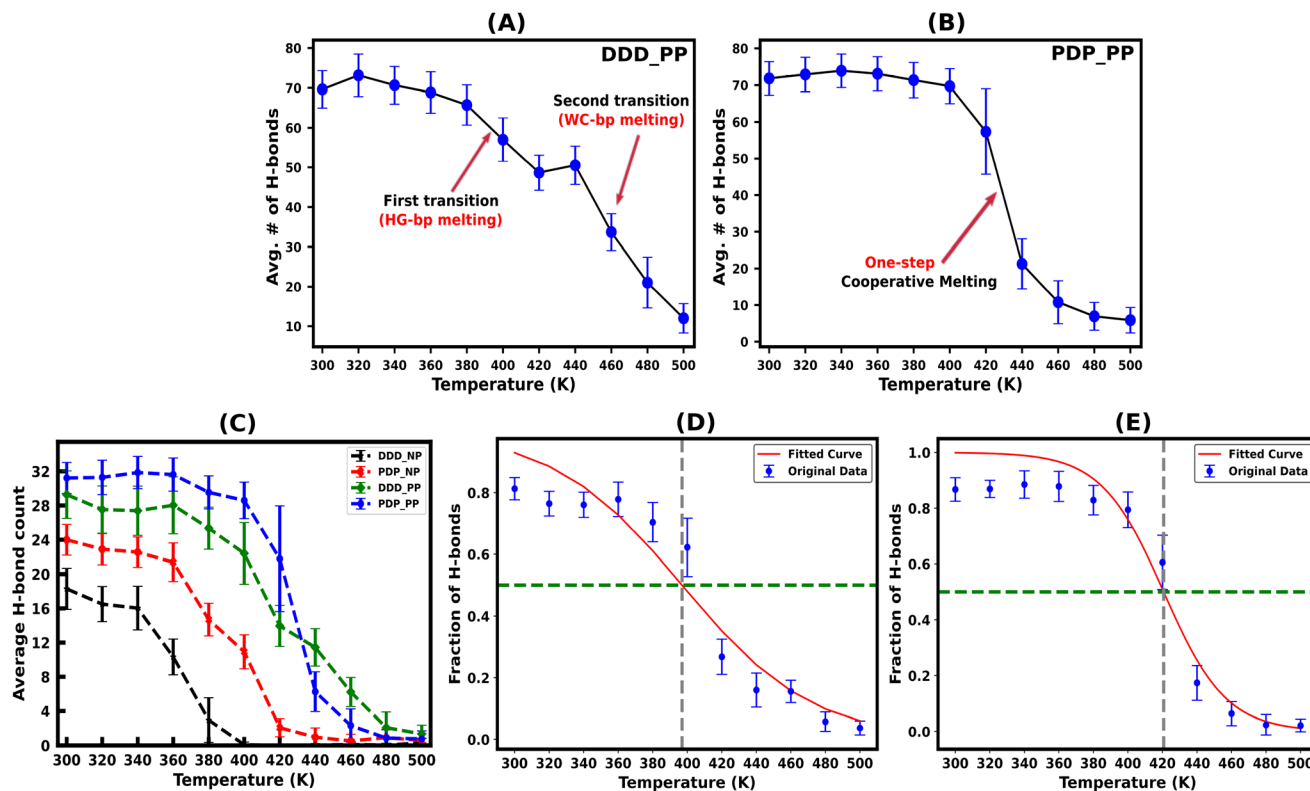 (A)
DDD_PP
Avg. # of H-bonds
80
70
60
50
40
30
20
10
Second transition
(WC-bp melting)
First transition
(HG-bp melting)
300 320 340 360 380 400 420 440 460 480 500
Temperature (K)
(B)
PDP_PP
Avg. # of H-bonds
80
70
60
50
40
30
20
10
0
One-step
Cooperative Melting
300 320 340 360 380 400 420 440 460 480 500
Temperature (K)
(C)
Average H-bond count
32
28
24
20
16
12
8
4
0
DDD_NP
PDP_NP
DDD_PP
PDP_PP
300 320 340 360 380 400 420 440 460 480 500
Temperature (K)
(D)
Fraction of H-bonds
0.8
0.6
0.4
0.2
0.0
Fitted Curve
Original Data
300 320 340 360 380 400 420 440 460 480 500
Temperature (K)
(E)
Fraction of H-bonds
1.0
0.8
0.6
0.4
0.2
0.0
Fitted Curve
Original Data
300 320 340 360 380 400 420 440 460 480 500
Temperature (K)